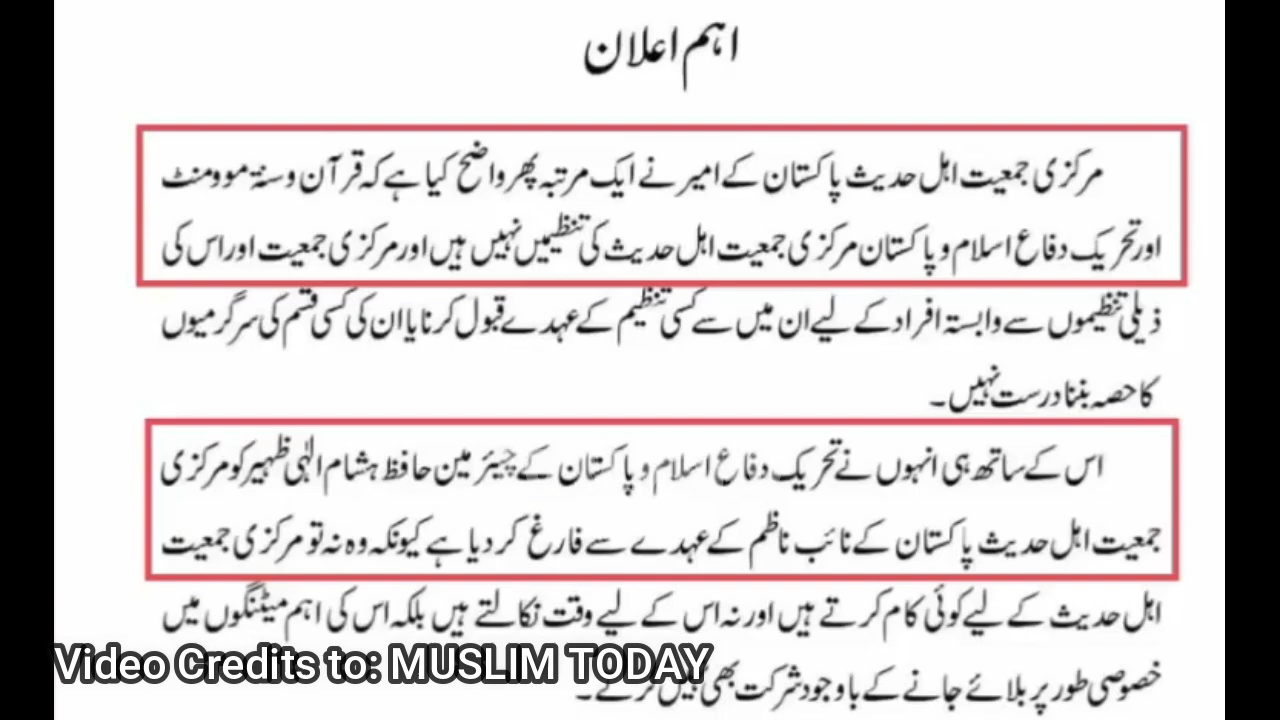 اہم اعلان
مرکزی جمعیت اہل حدیث پاکستان کے امیر نے ایک مرتبہ پھر واضح کیا ہے کہ قرآن و سنۃ موومنٹ
اور تحریک دفاع اسلام و پاکستان مرکزی جمعیت اہل حدیث کی تنظیمیں نہیں ہیں اور مرکزی جمعیت اور اس کی
ذیلی تنظیموں سے وابستہ افراد کے لیے ان میں سے کسی تنظیم کے عہدے قبول کرنا یا ان کی کسی قسم کی سرگرمیوں
کا حصہ بننا درست نہیں۔
اس کے ساتھ ہی انہوں نے تحریک دفاع اسلام و پاکستان کے چیئر مین حافظ ہشام الٰہی ظہیر کو مرکزی
جمعیت اہل حدیث پاکستان کے نائب ناظم کے عہدے سے فارغ کر دیا ہے کیونکہ وہ نہ تو مرکزی جمعیت
اہل حدیث کے لیے کوئی کام کرتے ہیں اور نہ اس کے لیے وقت نکالتے ہیں بلکہ اس کی اہم میٹنگوں میں
خصوصی طور پر بلائے جانے کے باوجود شرکت بھی نہیں کرتے۔
Video Credits to: MUSLIM TODAY